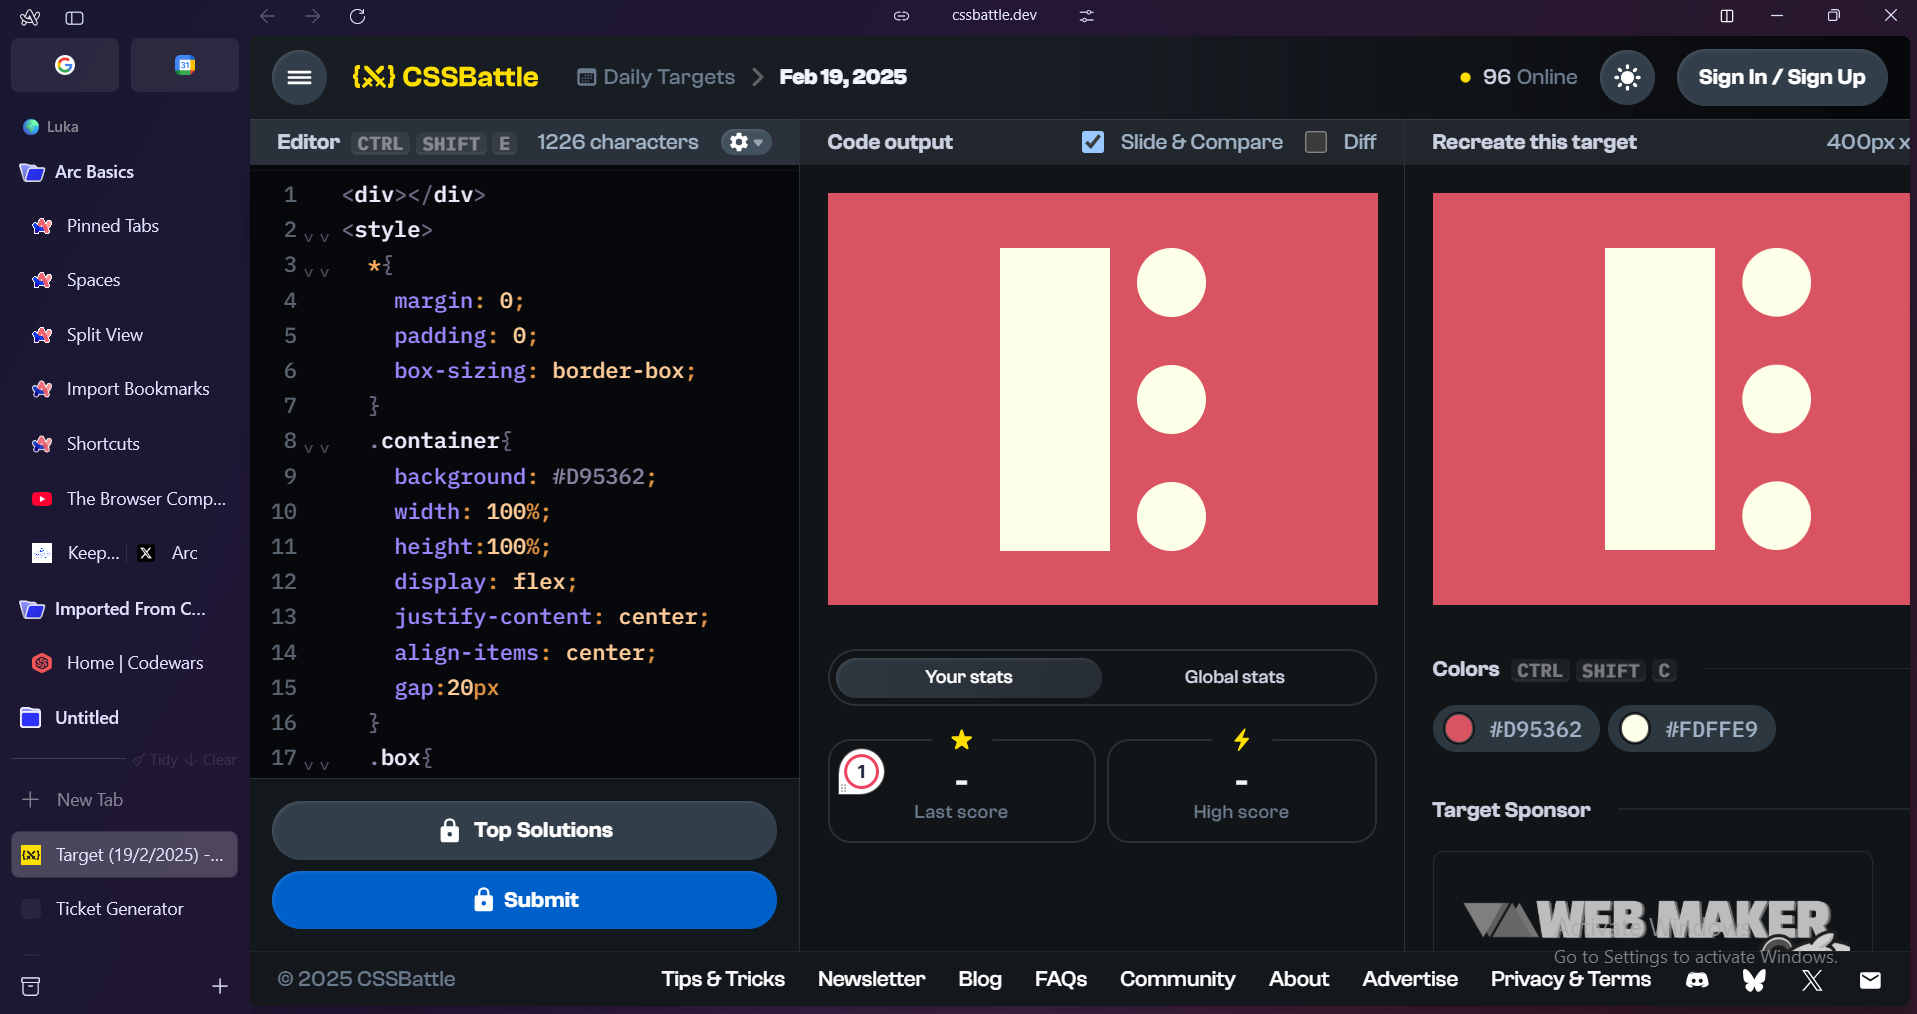 cssbattle.dev
31
Luka
Arc Basics
Pinned Tabs
Spaces
Split View
Import Bookmarks
Shortcuts
The Browser Comp...
Keep... X Arc
Imported From C...
Home | Codewars
Untitled
Tidy Clear
New Tab
Target (19/2/2025) -...
Ticket Generator
{X} CSSBattle
Daily Targets > Feb 19, 2025
96 Online
Sign In / Sign Up
Editor CTRL SHIFT E 1226 characters
1 <div></div>
2 <style>
3 *{
4 margin: 0;
5 padding: 0;
6 box-sizing: border-box;
7 }
8 .container{
9 background: #D95362;
10 width: 100%;
11 height:100%;
12 display: flex;
13 justify-content: center;
14 align-items: center;
15 gap:20px
16 }
17 .box{
Top Solutions
Submit
Code output
Slide & Compare
Diff
Your stats
Global stats
1
-
Last score
-
High score
Recreate this target
400px x
Colors CTRL SHIFT C
#D95362
#FDFFE9
Target Sponsor
WEB MAKER
Activate Windows
Go to Settings to activate Windows.
© 2025 CSSBattle
Tips & Tricks
Newsletter
Blog
FAQs
Community
About
Advertise
Privacy & Terms